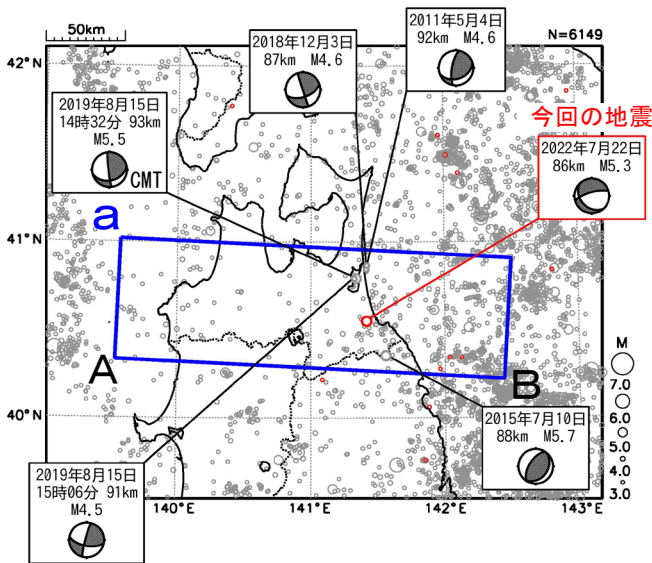 50km
N=6149
2018年12月3日
87km M4.6
2011年5月4日
92km M4.6
2019年8月15日
14時32分 93km
M5.5
CMT
今回の地震
2022年7月22日
86km M5.3
42°N
41°N
40°N
a
A
B
2015年7月10日
88km M5.7
2019年8月15日
15時06分 91km
M4.5
140°E
141°E
142°E
143°E
M
7.0
6.0
5.0
4.0
3.0